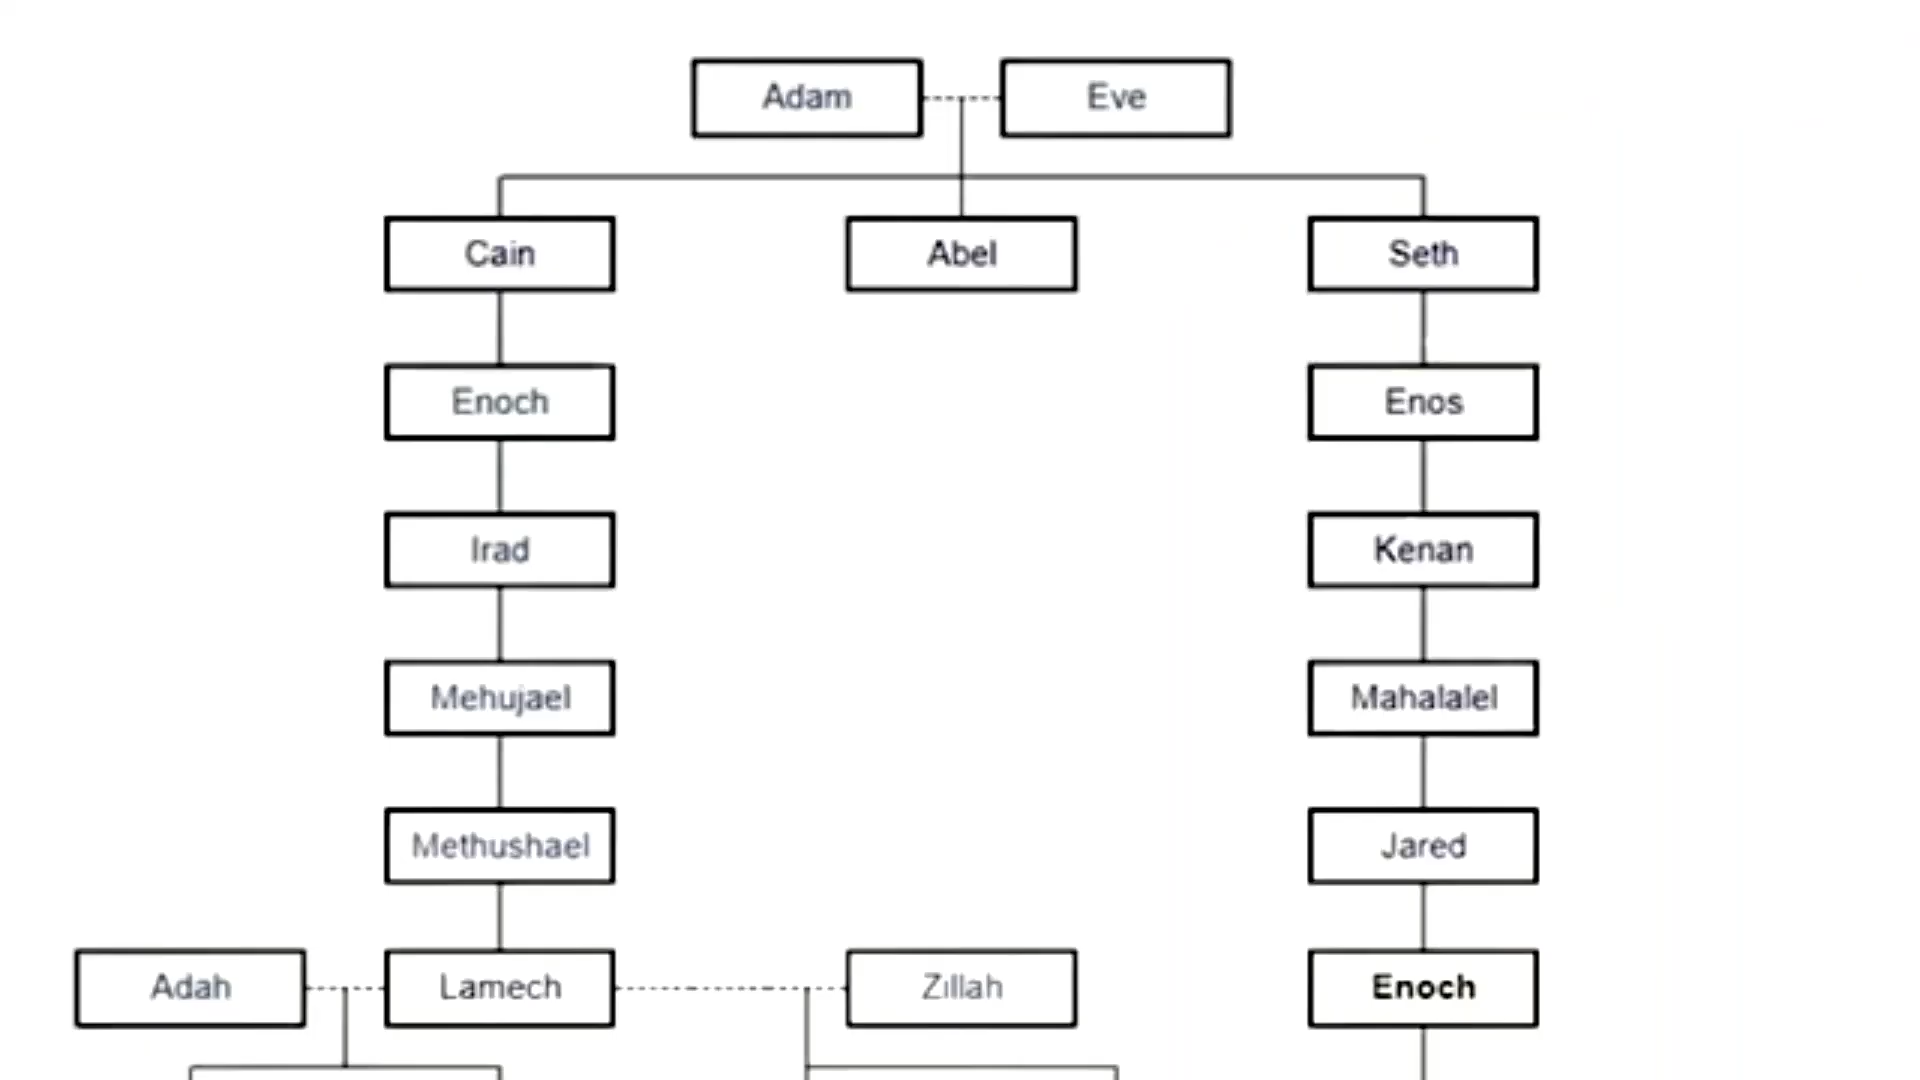 Adam Eve
Cain Abel Seth
Enoch Enos
Irad Kenan
Mehujael Mahalalel
Methushael Jared
Adah Lamech Zillah Enoch